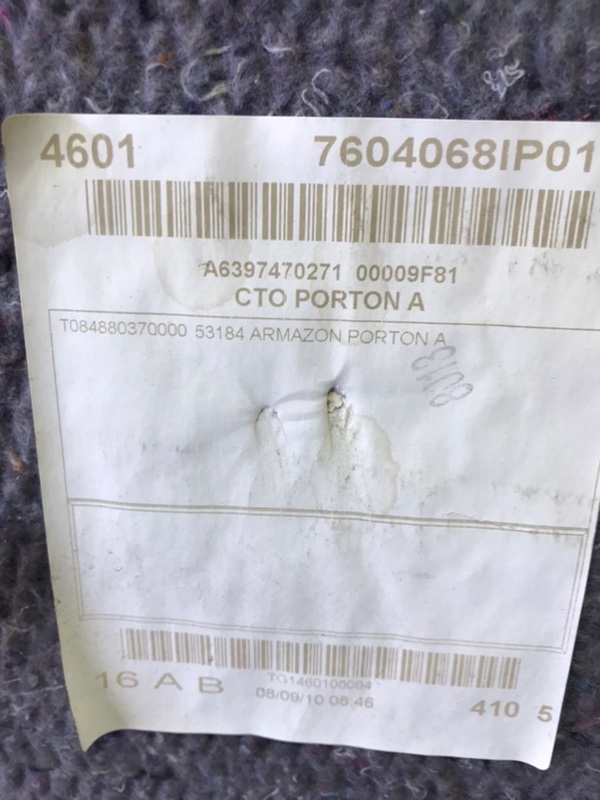 4601 7604068IP01
A6397470271 00009F81
CTO PORTON A
T084880370000 53184 ARMAZON PORTON A
8013
TG1460100004
16 A B 08/09/10 08:46 410 5